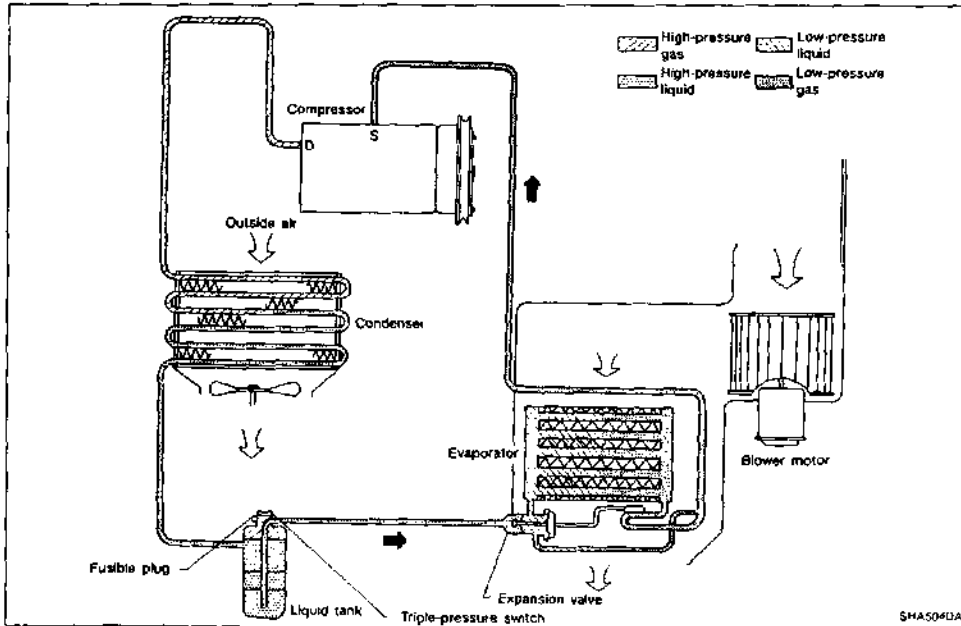 High-pressure gas
Low-pressure liquid
High-pressure liquid
Low-pressure gas
Compressor
S
D
Outside air
Condenser
Evaporator
Blower motor
Fusible plug
Liquid tank
Triple-pressure switch
Expansion valve
SHA506DA